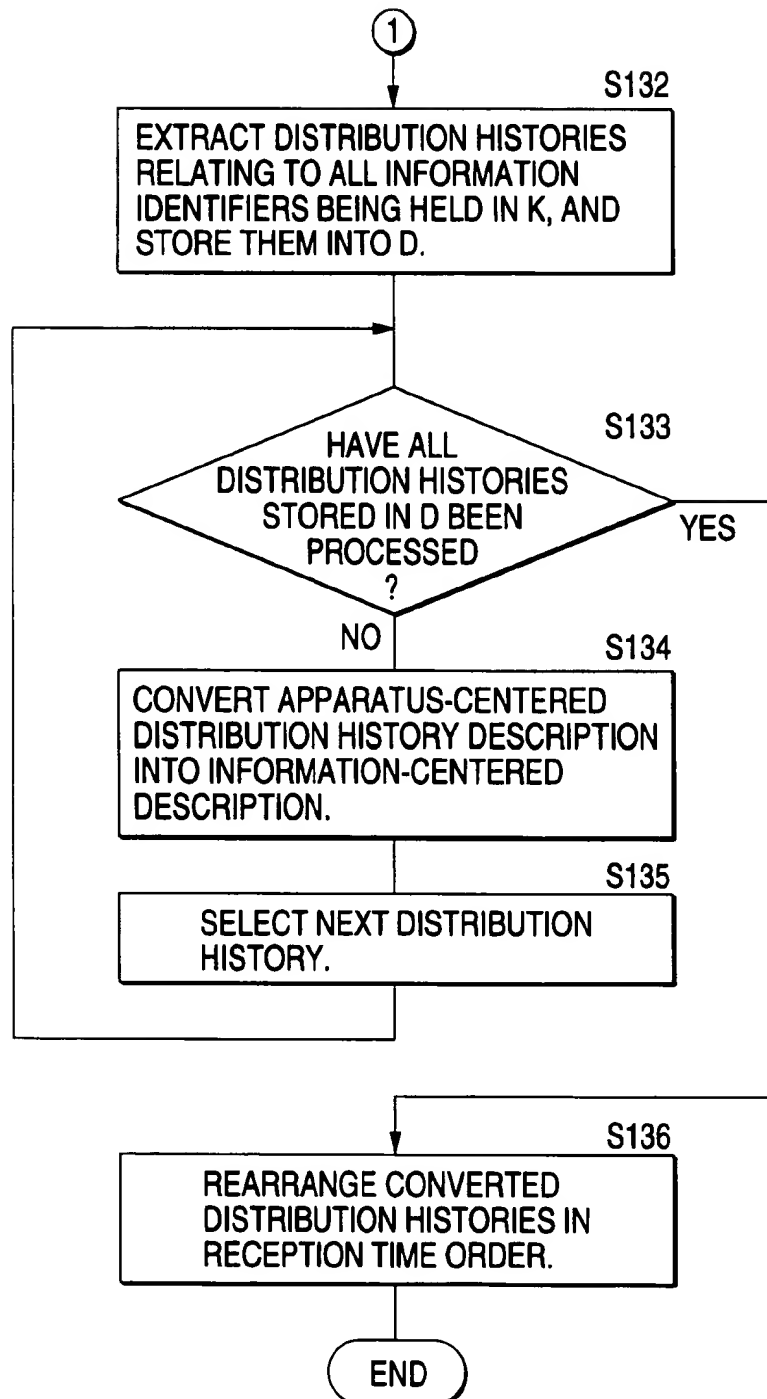 1
S132
EXTRACT DISTRIBUTION HISTORIES
RELATING TO ALL INFORMATION
IDENTIFIERS BEING HELD IN K, AND
STORE THEM INTO D.
S133
HAVE ALL
DISTRIBUTION HISTORIES
STORED IN D BEEN
PROCESSED
?
YES
NO
S134
CONVERT APPARATUS-CENTERED
DISTRIBUTION HISTORY DESCRIPTION
INTO INFORMATION-CENTERED
DESCRIPTION.
S135
SELECT NEXT DISTRIBUTION
HISTORY.
S136
REARRANGE CONVERTED
DISTRIBUTION HISTORIES IN
RECEPTION TIME ORDER.
END